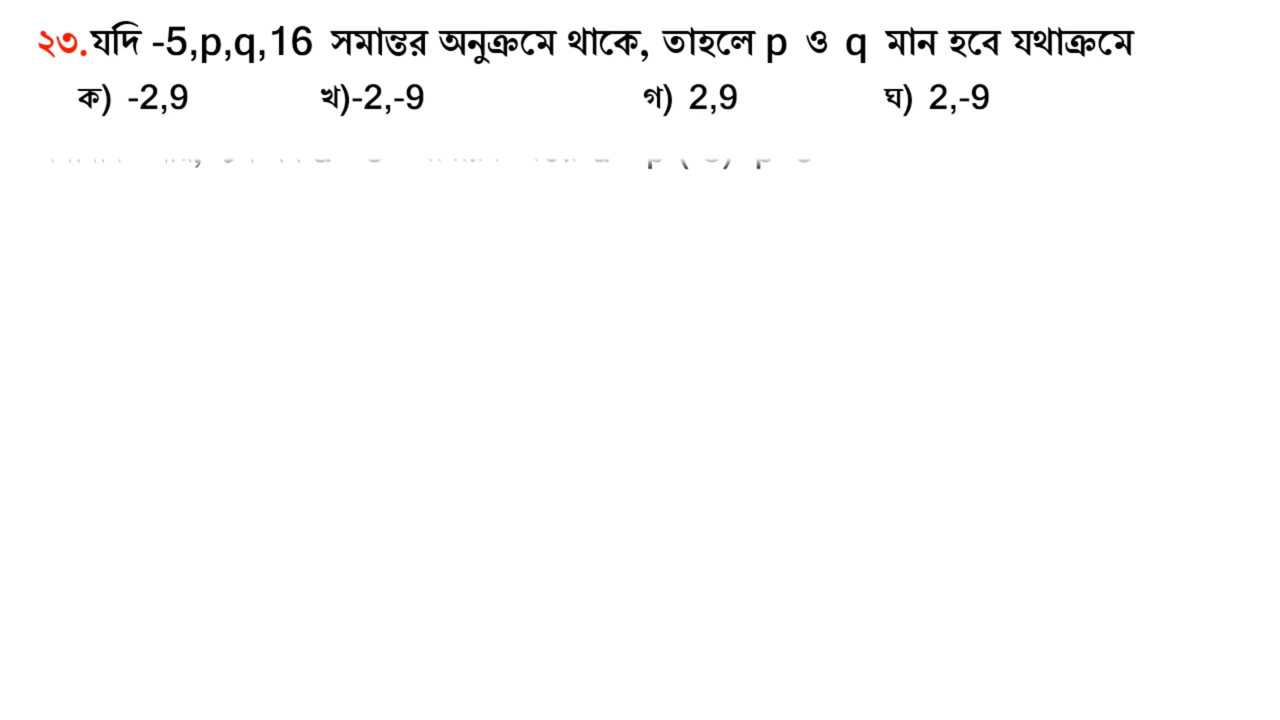 ২৩.যদি -5,p,q,16 সমান্তর অনুক্রমে থাকে, তাহলে p ও q মান হবে যথাক্রমে
ক) -2,9 খ)-2,-9 গ) 2,9 ঘ) 2,-9